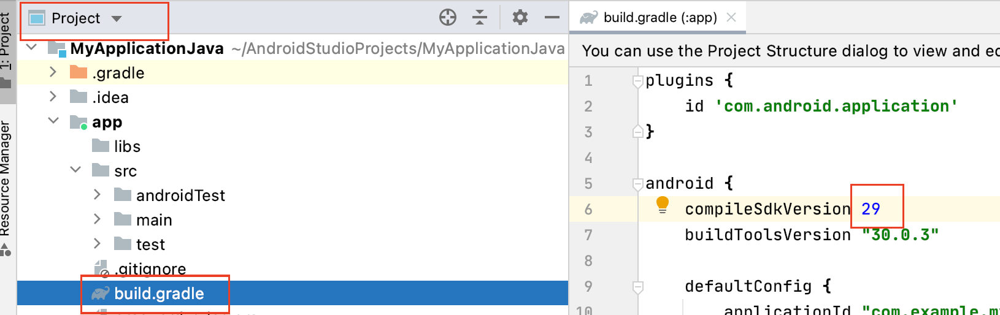 1: Project
Resource Manager
Project
MyApplicationJava ~/AndroidStudioProjects/MyApplicationJava
.gradle
.idea
app
libs
src
androidTest
main
test
.gitignore
build.gradle
build.gradle (:app)
You can use the Project Structure dialog to view and
1 plugins {
2 id 'com.android.application'
3 }
4
5 android {
6 compileSdkVersion 29
7 buildToolsVersion "30.0.3"
8
9 defaultConfig {
10 applicationId "com.example.m